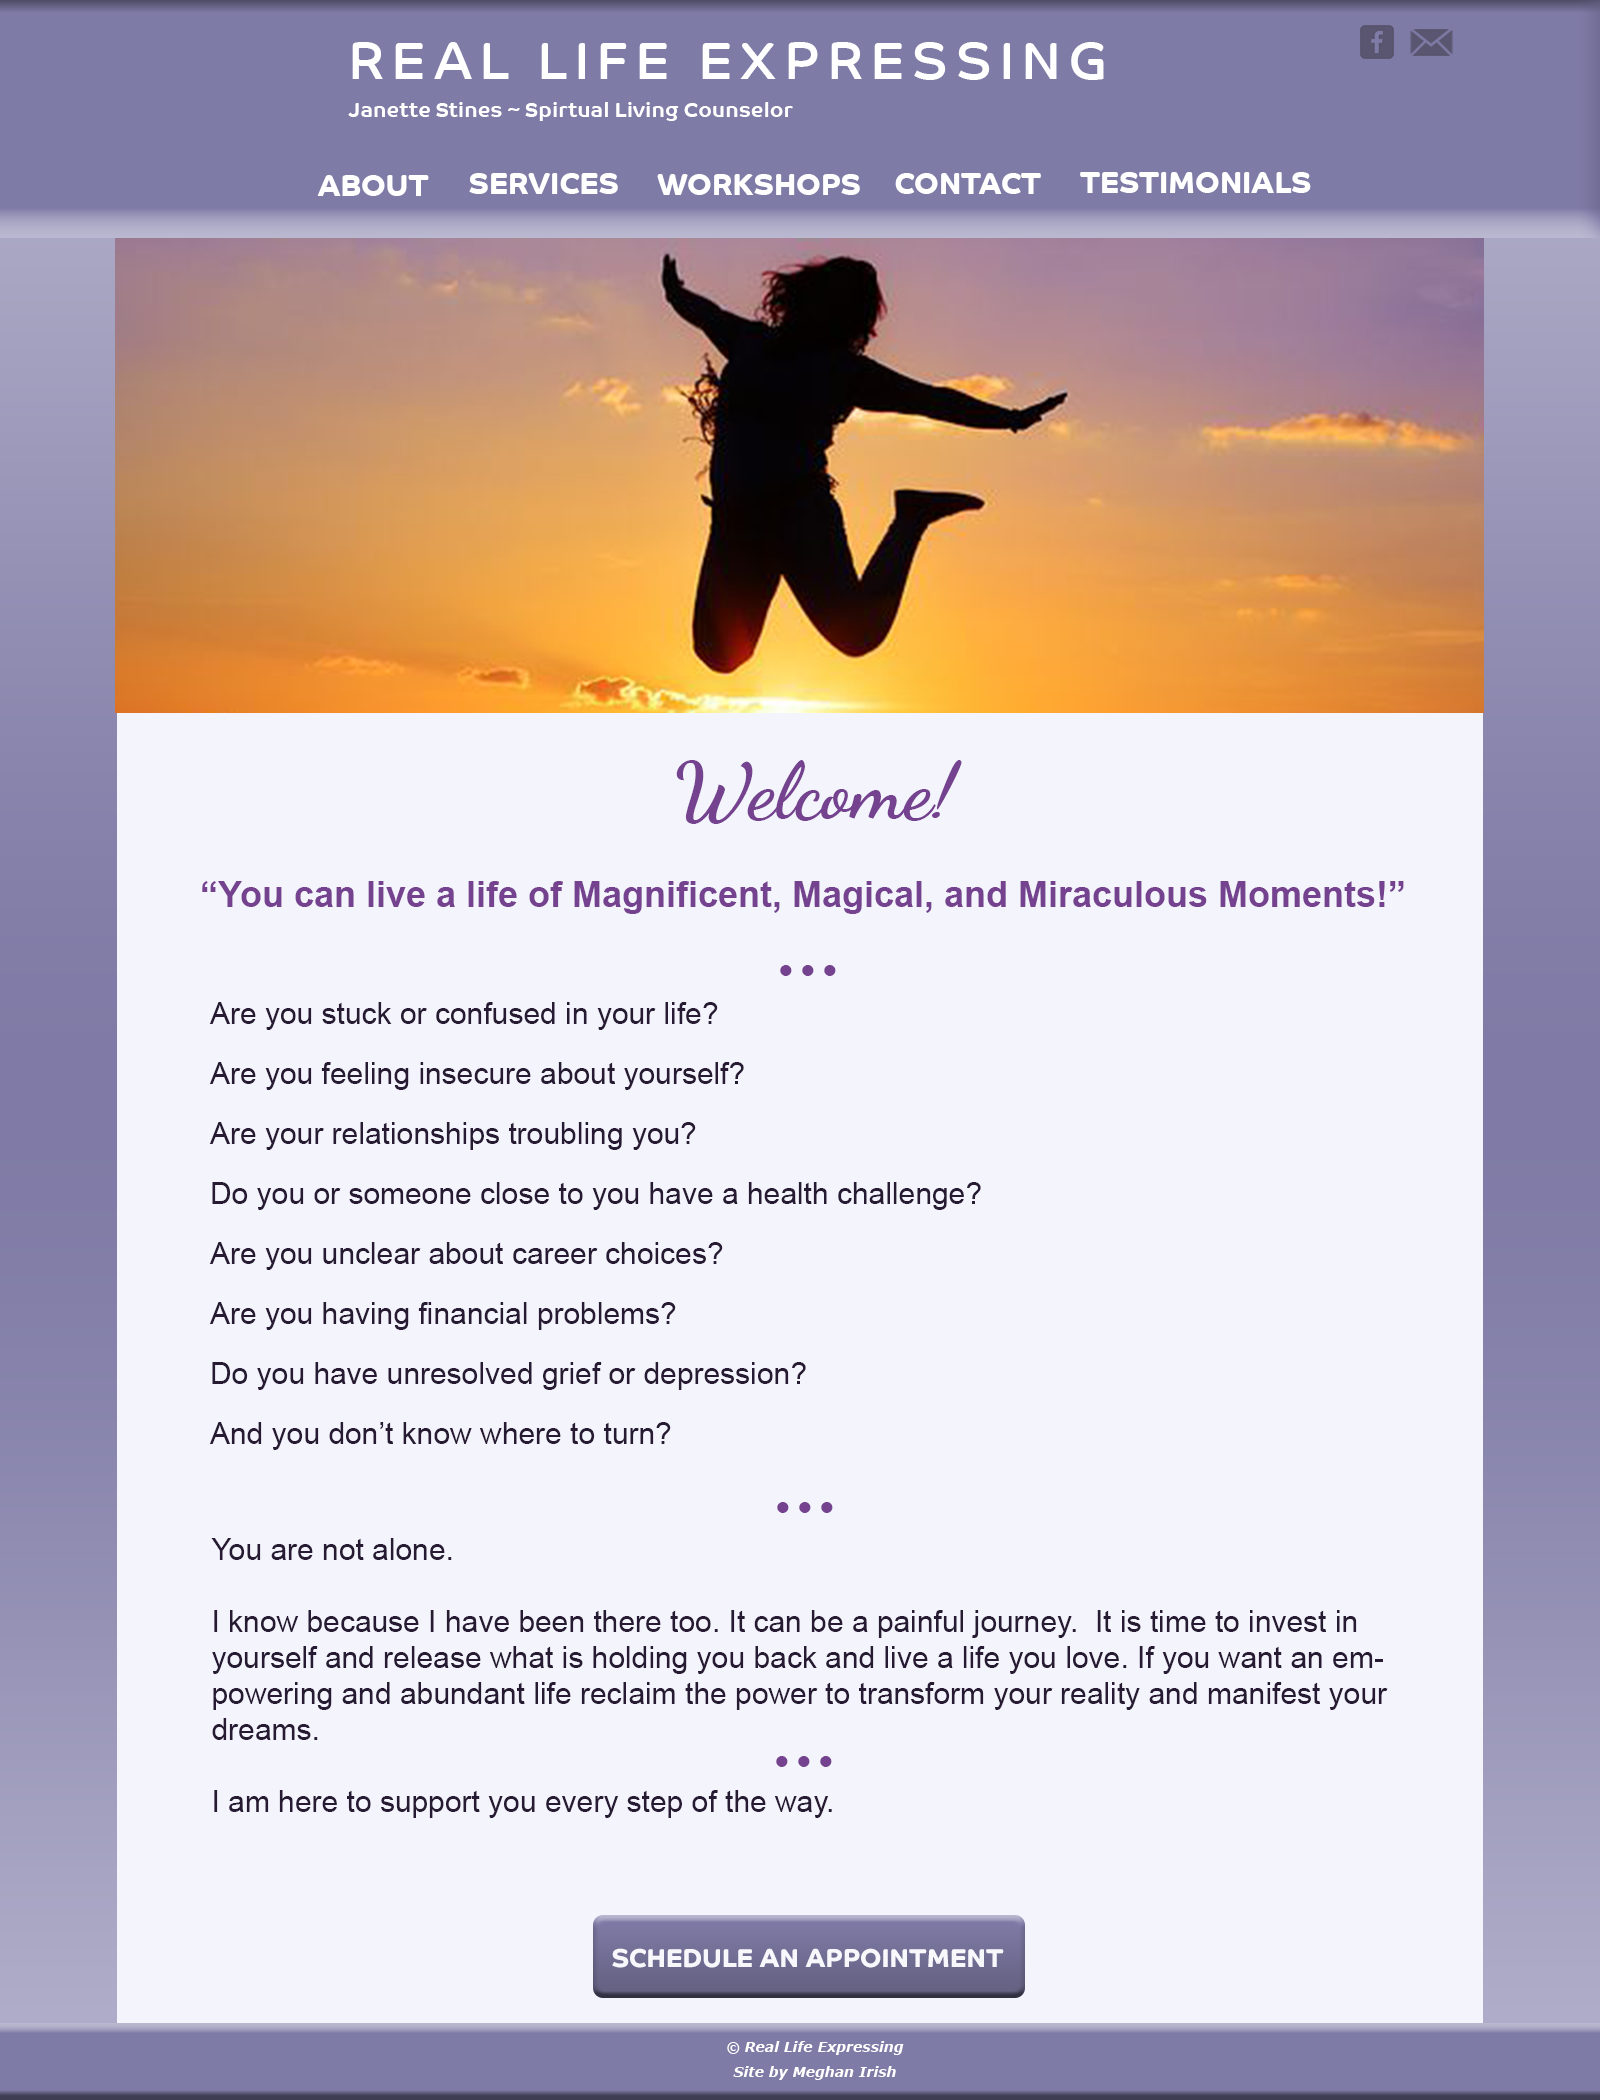 REAL LIFE EXPRESSING
Janette Stines ~ Spirtual Living Counselor
ABOUT SERVICES WORKSHOPS CONTACT TESTIMONIALS
Welcome!
“You can live a life of Magnificent, Magical, and Miraculous Moments!”
•••
Are you stuck or confused in your life?
Are you feeling insecure about yourself?
Are your relationships troubling you?
Do you or someone close to you have a health challenge?
Are you unclear about career choices?
Are you having financial problems?
Do you have unresolved grief or depression?
And you don’t know where to turn?
•••
You are not alone.
I know because I have been there too. It can be a painful journey.  It is time to invest in
yourself and release what is holding you back and live a life you love. If you want an em-
powering and abundant life reclaim the power to transform your reality and manifest your
dreams.
•••
I am here to support you every step of the way.
SCHEDULE AN APPOINTMENT
© Real Life Expressing
Site by Meghan Irish